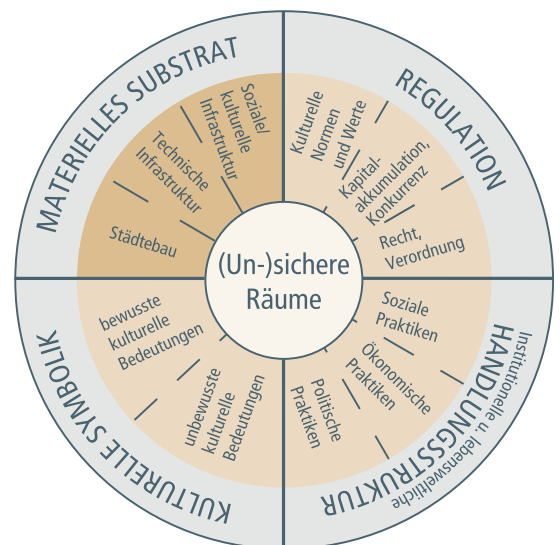 MATERIELLES SUBSTRAT
Soziale/
kulturelle
Infrastruktur
Technische
Infrastruktur
Städtebau
REGULATION
Kulturelle
Normen
und Werte
Kapital-
akkumulation,
Konkurrenz
Recht,
Verordnung
(Un-)sichere
Räume
KULTURELLE SYMBOLIK
bewusste
kulturelle
Bedeutungen
unbewusste
kulturelle
Bedeutungen
Institutionelle u. lebensweltliche
HANDLUNGSSTRUKTUR
Soziale
Praktiken
Ökonomische
Praktiken
Politische
Praktiken